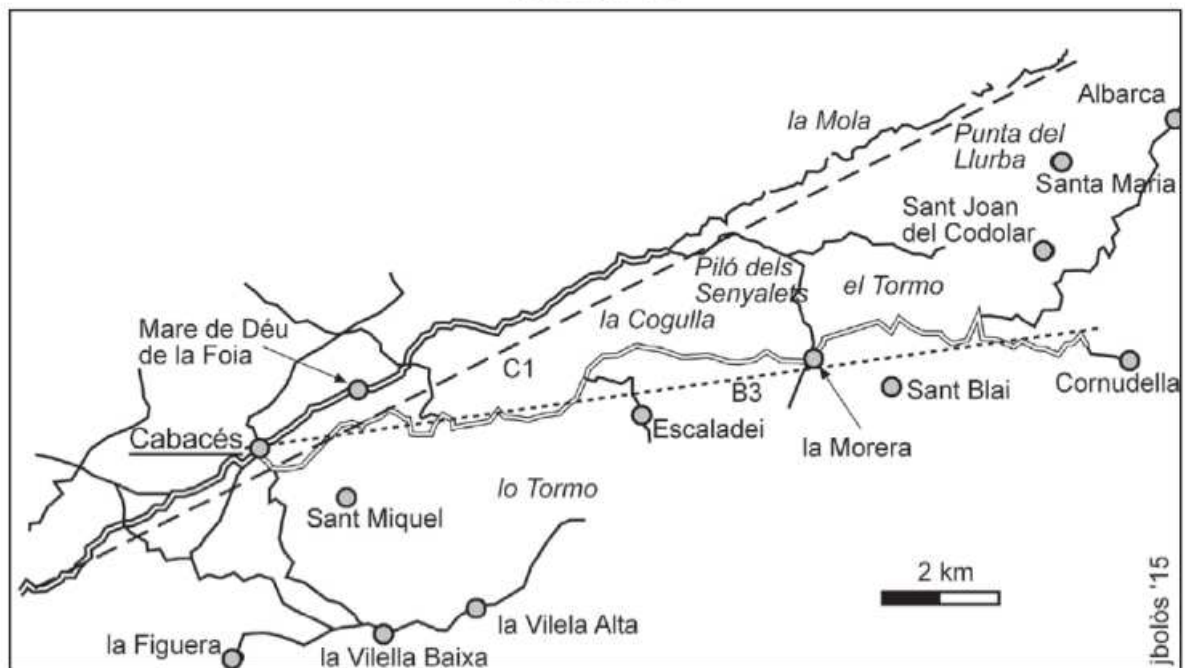 Albarca
la Mola
Punta del
Llurba
Santa Maria
Sant Joan
del Codolar
Piló dels
Senyalets
el Tormo
la Cogulla
Mare de Déu
de la Foia
C1
B3
Sant Blai
Cornudella
Cabacés
Escaladei
la Morera
lo Tormo
Sant Miquel
2 km
la Vilela Alta
la Figuera
la Vilella Baixa
jbolòs '15